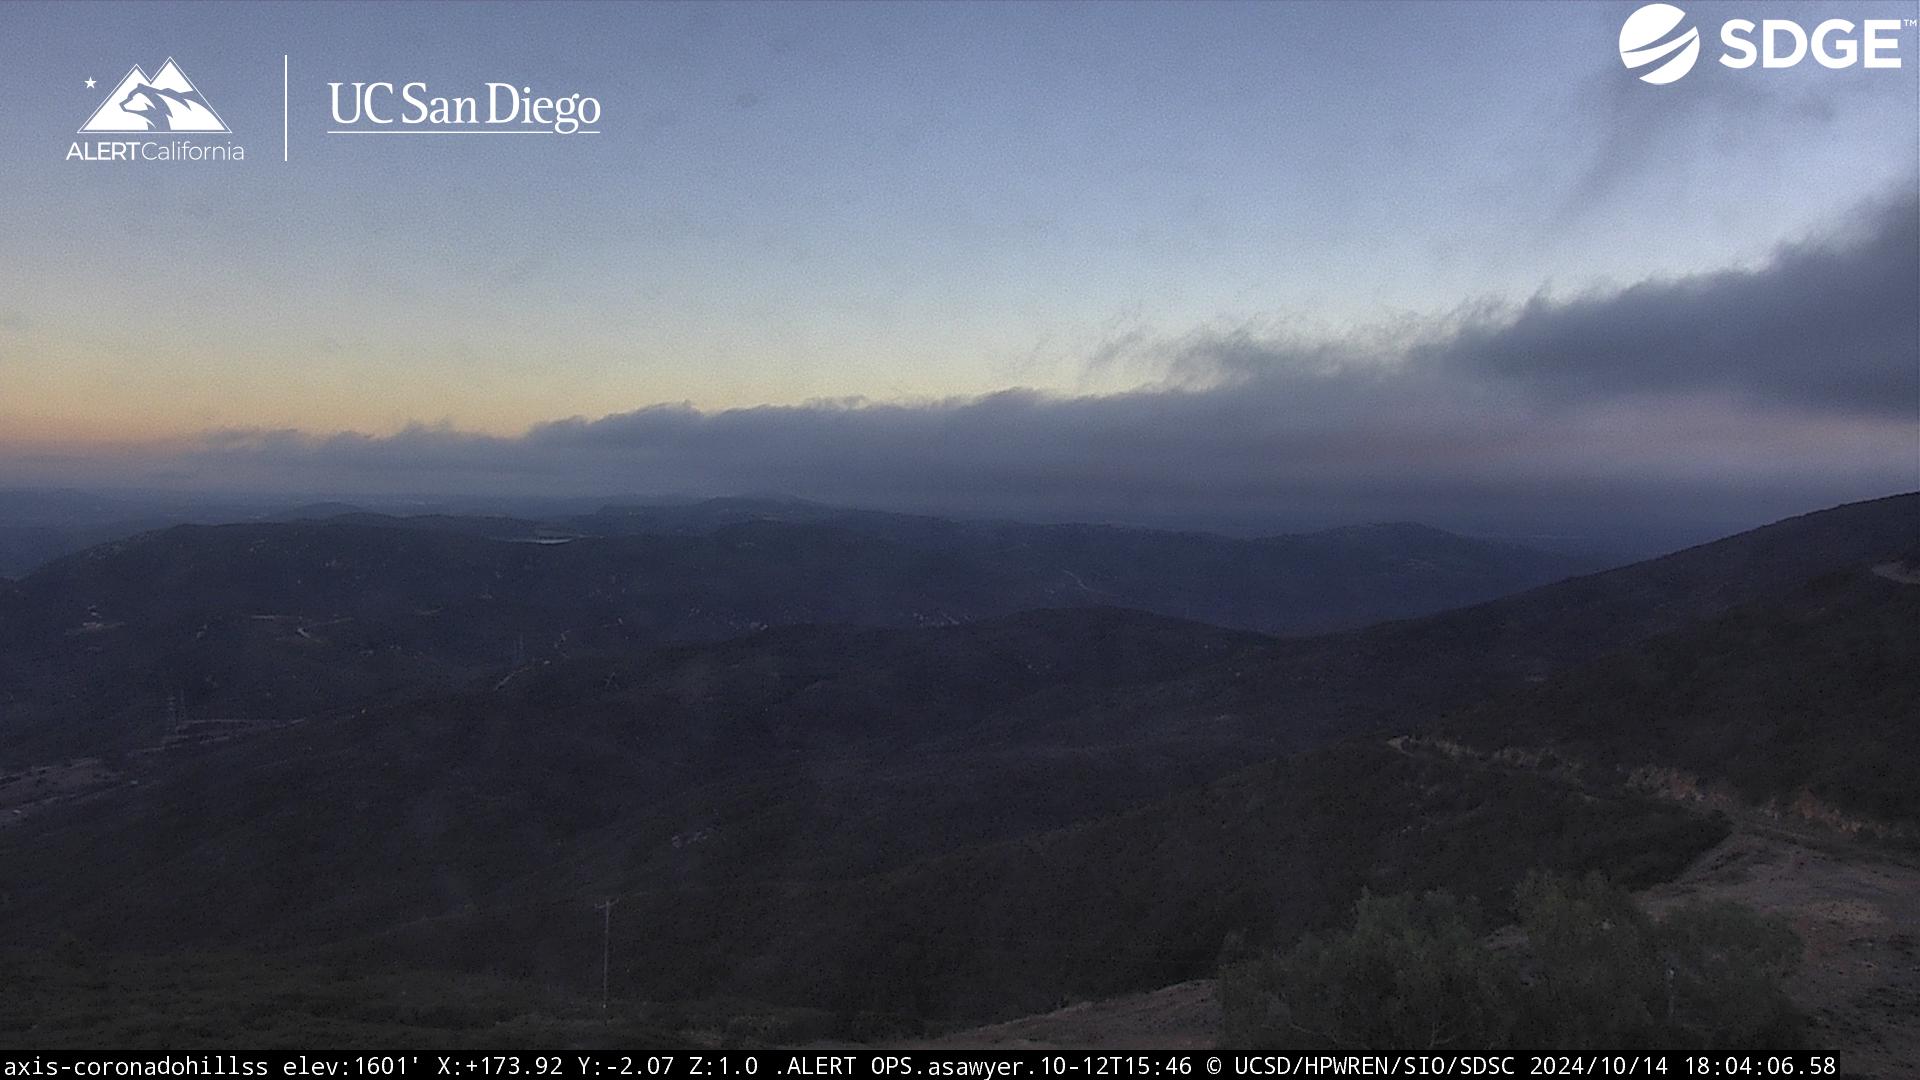 ALERTCalifornia
UC San Diego
SDGE™
axis-coronadohillss elev:1601' X:+173.92 Y:-2.07 Z:1.0 .ALERT OPS.asawyer.10-12T15:46 © UCSD/HPWREN/SIO/SDSC 2024/10/14 18:04:06.58